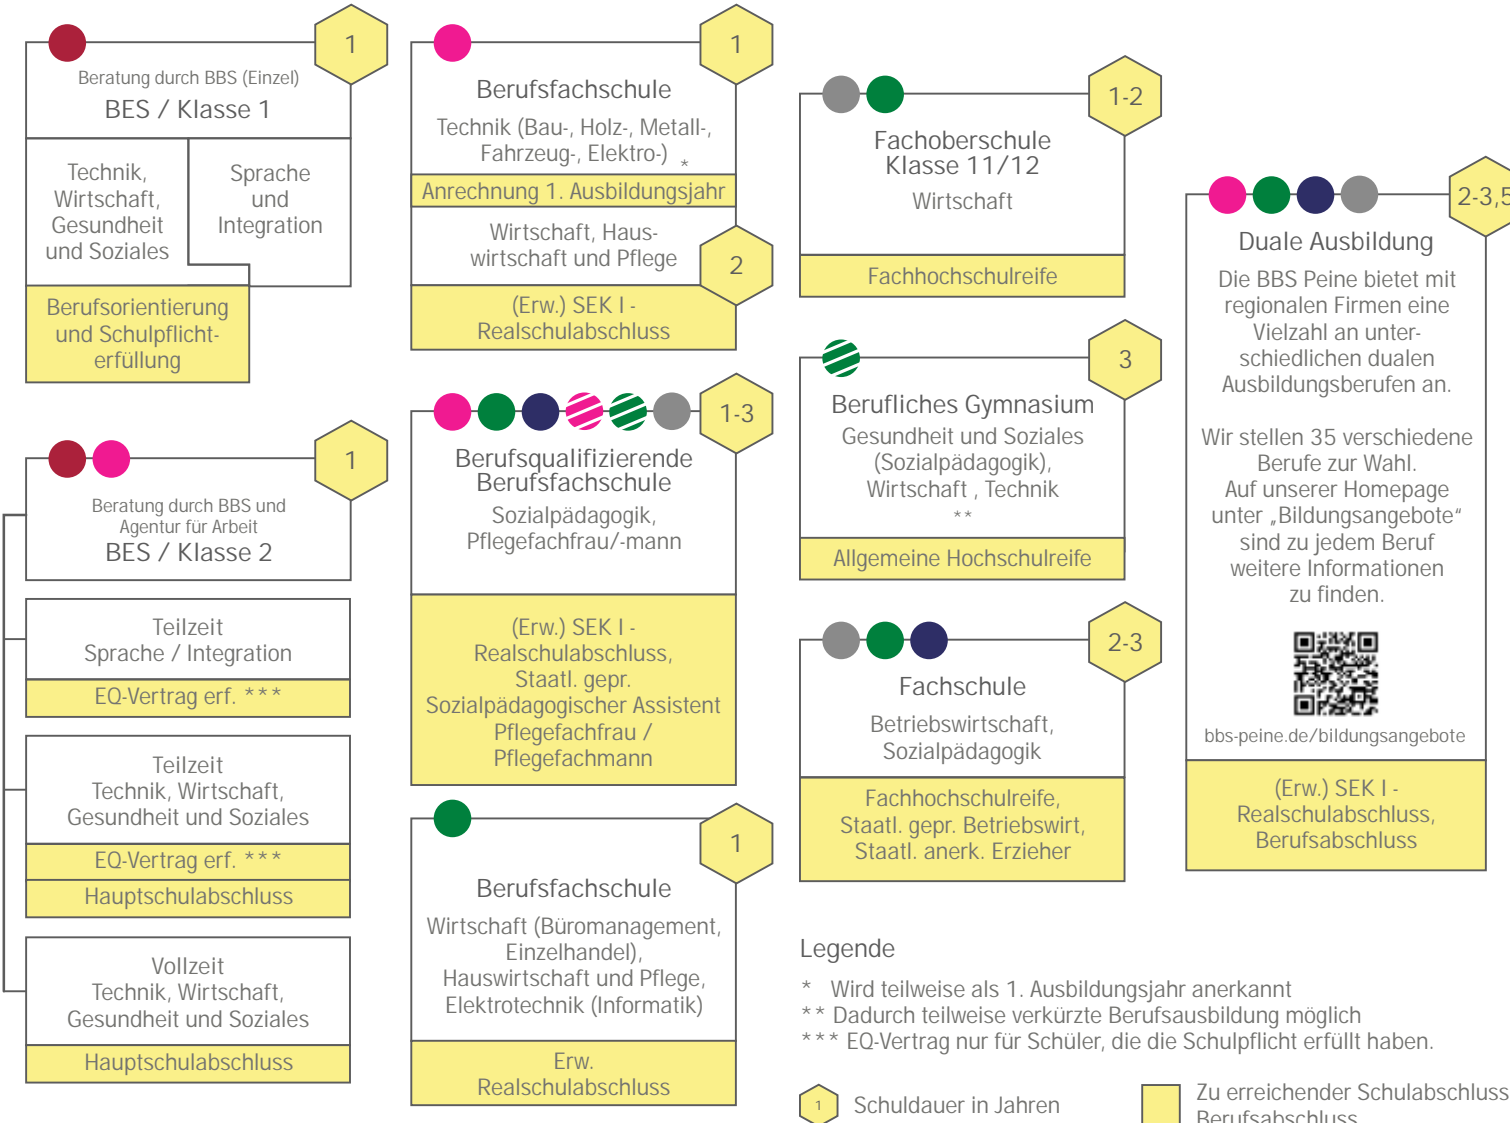 1
Beratung durch BBS (Einzel)
BES / Klasse 1
Technik,
Wirtschaft,
Gesundheit
und Soziales
Sprache
und
Integration
Berufsorientierung
und Schulpflicht-
erfüllung
1
Beratung durch BBS und
Agentur für Arbeit
BES / Klasse 2
Teilzeit
Sprache / Integration
EQ-Vertrag erf. ***
Teilzeit
Technik, Wirtschaft,
Gesundheit und Soziales
EQ-Vertrag erf. ***
Hauptschulabschluss
Vollzeit
Technik, Wirtschaft,
Gesundheit und Soziales
Hauptschulabschluss
1
Berufsfachschule
Technik (Bau-, Holz-, Metall-,
Fahrzeug-, Elektro-) *
Anrechnung 1. Ausbildungsjahr
Wirtschaft, Haus-
wirtschaft und Pflege
2
(Erw.) SEK I -
Realschulabschluss
1-3
Berufsqualifizierende
Berufsfachschule
Sozialpädagogik,
Pflegefachfrau/-mann
(Erw.) SEK I -
Realschulabschluss,
Staatl. gepr.
Sozialpädagogischer Assistent
Pflegefachfrau /
Pflegefachmann
1
Berufsfachschule
Wirtschaft (Büromanagement,
Einzelhandel),
Hauswirtschaft und Pflege,
Elektrotechnik (Informatik)
Erw.
Realschulabschluss
1-2
Fachoberschule
Klasse 11/12
Wirtschaft
Fachhochschulreife
3
Berufliches Gymnasium
Gesundheit und Soziales
(Sozialpädagogik),
Wirtschaft , Technik
**
Allgemeine Hochschulreife
2-3
Fachschule
Betriebswirtschaft,
Sozialpädagogik
Fachhochschulreife,
Staatl. gepr. Betriebswirt,
Staatl. anerk. Erzieher
2-3,5
Duale Ausbildung
Die BBS Peine bietet mit
regionalen Firmen eine
Vielzahl an unter-
schiedlichen dualen
Ausbildungsberufen an.
Wir stellen 35 verschiedene
Berufe zur Wahl.
Auf unserer Homepage
unter „Bildungsangebote“
sind zu jedem Beruf
weitere Informationen
zu finden.
bbs-peine.de/bildungsangebote
(Erw.) SEK I -
Realschulabschluss,
Berufsabschluss
Legende
* Wird teilweise als 1. Ausbildungsjahr anerkannt
** Dadurch teilweise verkürzte Berufsausbildung möglich
*** EQ-Vertrag nur für Schüler, die die Schulpflicht erfüllt haben.
1 Schuldauer in Jahren
Zu erreichender Schulabschluss
Berufsabschluss